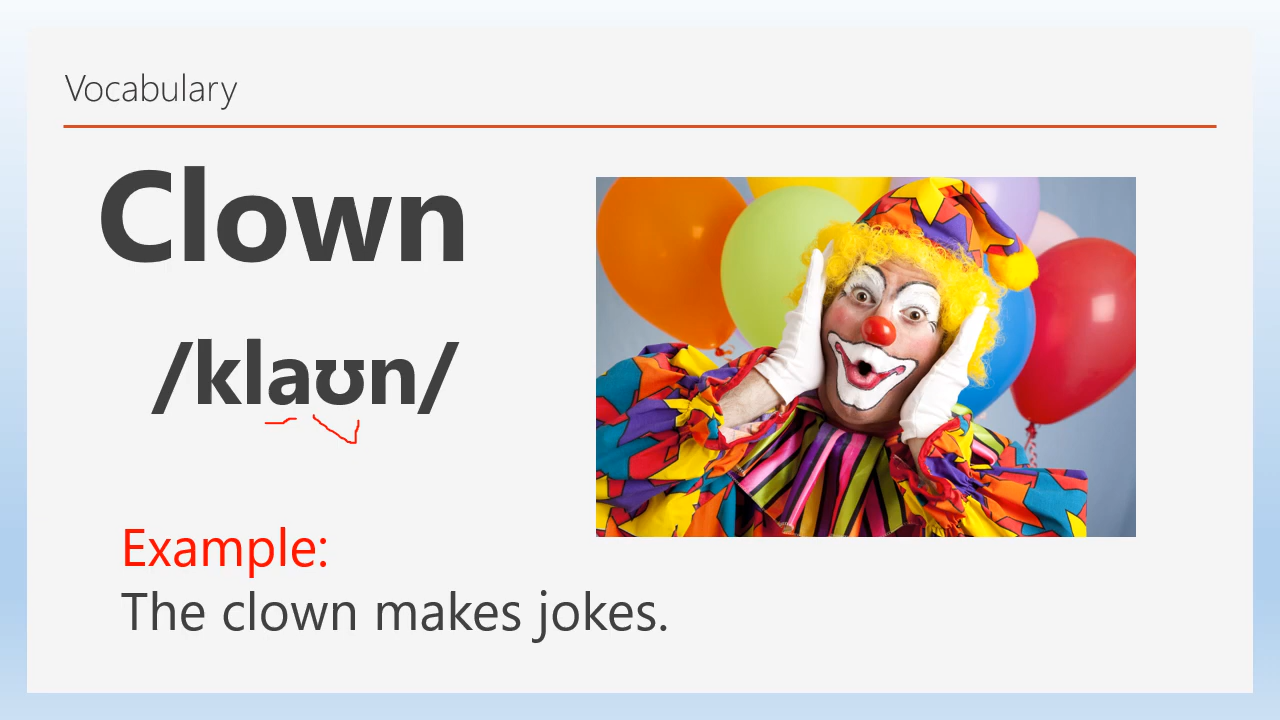 Vocabulary
Clown
/klaʊn/
Example:
The clown makes jokes.